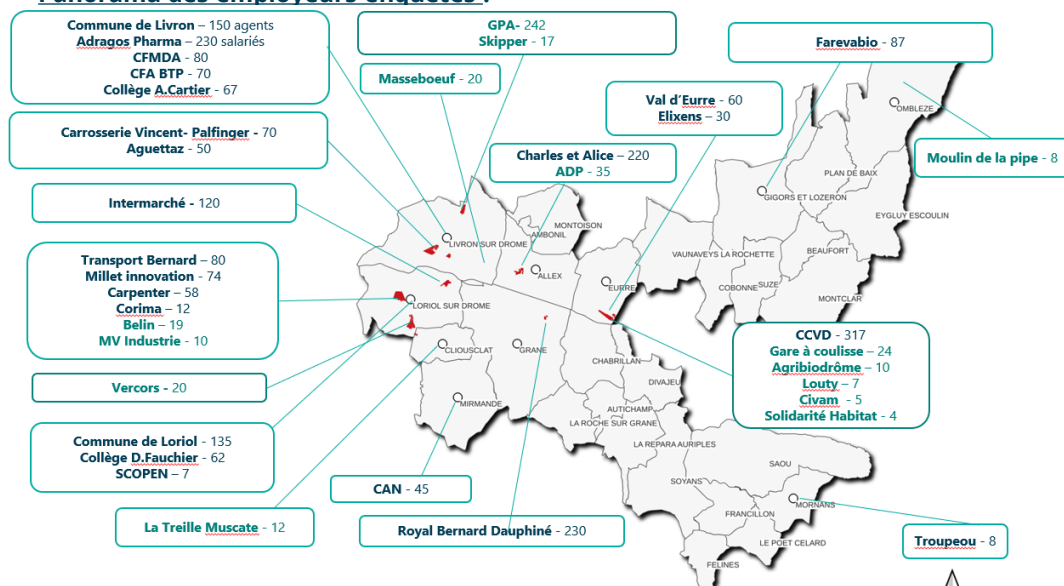 Panorama des employeurs enquêtés :
Commune de Livron – 150 agents
Adragos Pharma – 230 salariés
CFMDA - 80
CFA BTP - 70
Collège A.Cartier - 67
GPA- 242
Skipper - 17
Masseboeuf - 20
Farevabio - 87
Val d'Eurre - 60
Elixens – 30
Carrosserie Vincent- Palfinger - 70
Aguettaz - 50
Charles et Alice – 220
ADP - 35
Moulin de la pipe - 8
Intermarché - 120
Transport Bernard – 80
Millet innovation - 74
Carpenter – 58
Corima – 12
Belin – 19
MV Industrie - 10
Vercors - 20
Commune de Loriol - 135
Collège D.Fauchier - 62
SCOPEN – 7
La Treille Muscate - 12
CAN - 45
Royal Bernard Dauphiné - 230
CCVD - 317
Gare à coulisse – 24
Agribiodrôme – 10
Louty – 7
Civam - 5
Solidarité Habitat - 4
Troupeou - 8
OMBLEZE
PLAN DE BAIX
GIGORS ET LOZERON
EYGLUY ESCOULIN
MONTOISON
AMBONIL
LIVRON SUR DROME
BEAUFORT
VAUNAVEYS LA ROCHETTE
ALLEX
EURRE
COBONNE
SUZE
MONTCLAR
LORIOL SUR DROME
CLIOUSCLAT
GRANE
CHABRILLAN
DIVAJEU
MIRMANDE
AUTICHAMP
LA ROCHE SUR GRANE
LA REPARA AURIPLES
SAOU
SOYANS
MORNANS
FRANCILLON
LE POET CELARD
FELINES